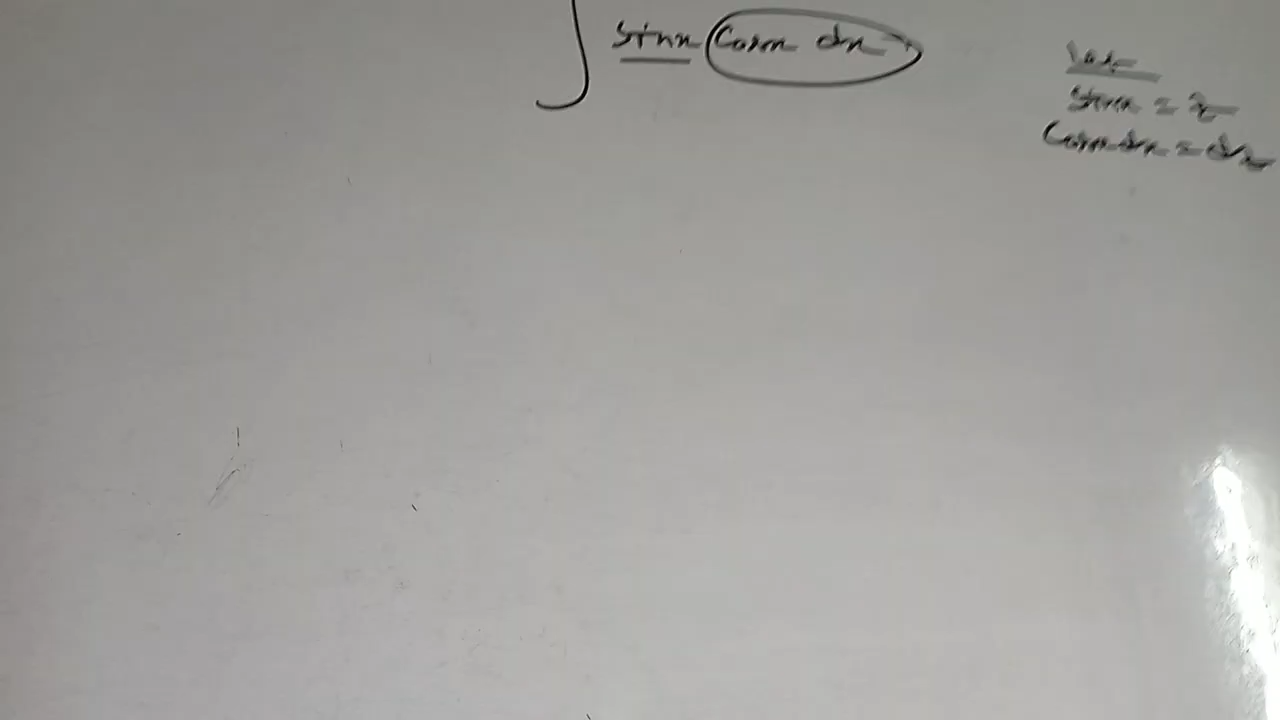 ∫ sinx cosx dx
Let
sinx = z
cosx dx = dz